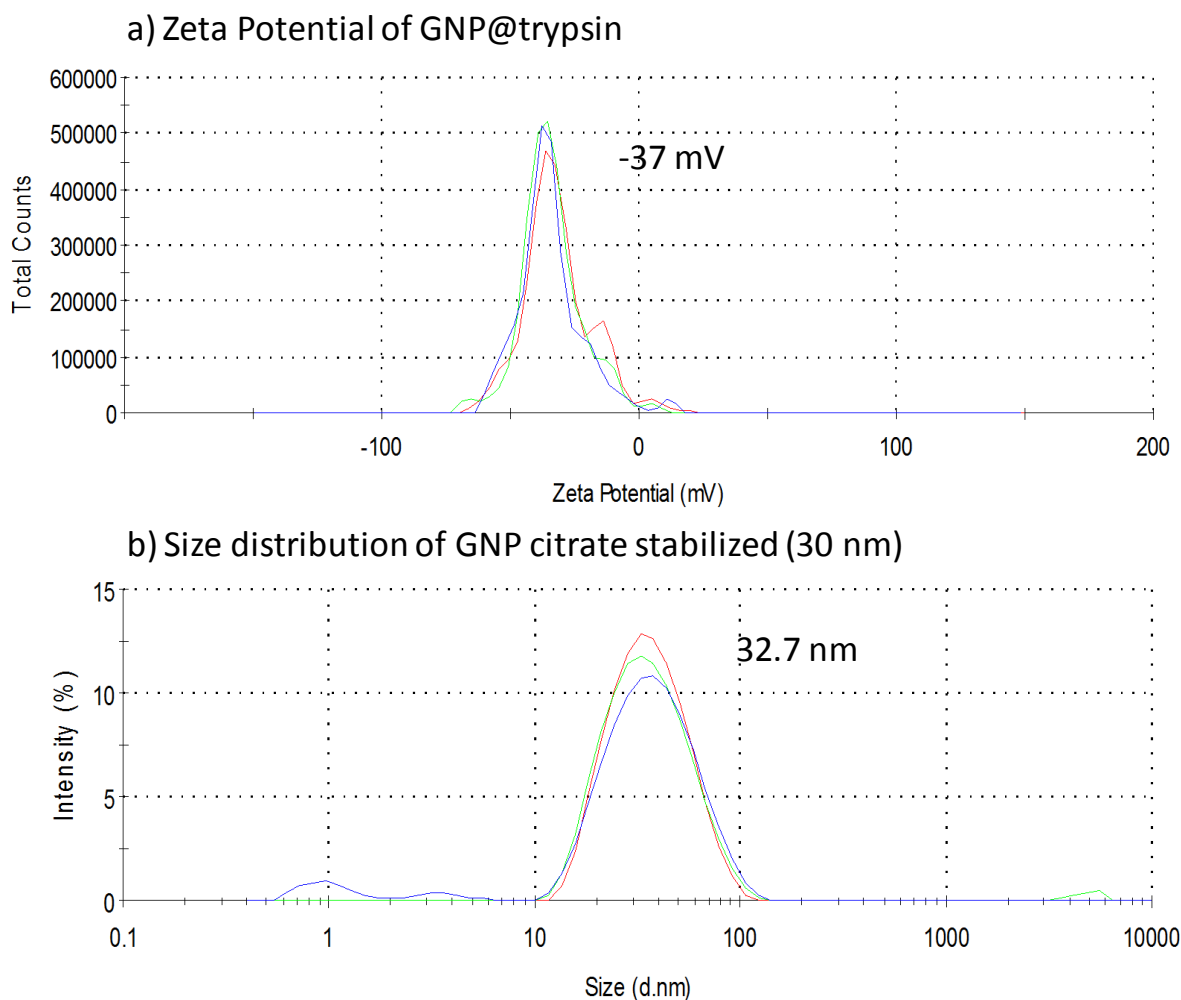 a) Zeta Potential of GNP@trypsin
600000
500000
-37 mV
400000
300000
200000
100000
0
Total Counts
-100
0
100
200
Zeta Potential (mV)
b) Size distribution of GNP citrate stabilized (30 nm)
15
32.7 nm
10
5
0
Intensity (%)
0.1
1
10
100
1000
10000
Size (d.nm)